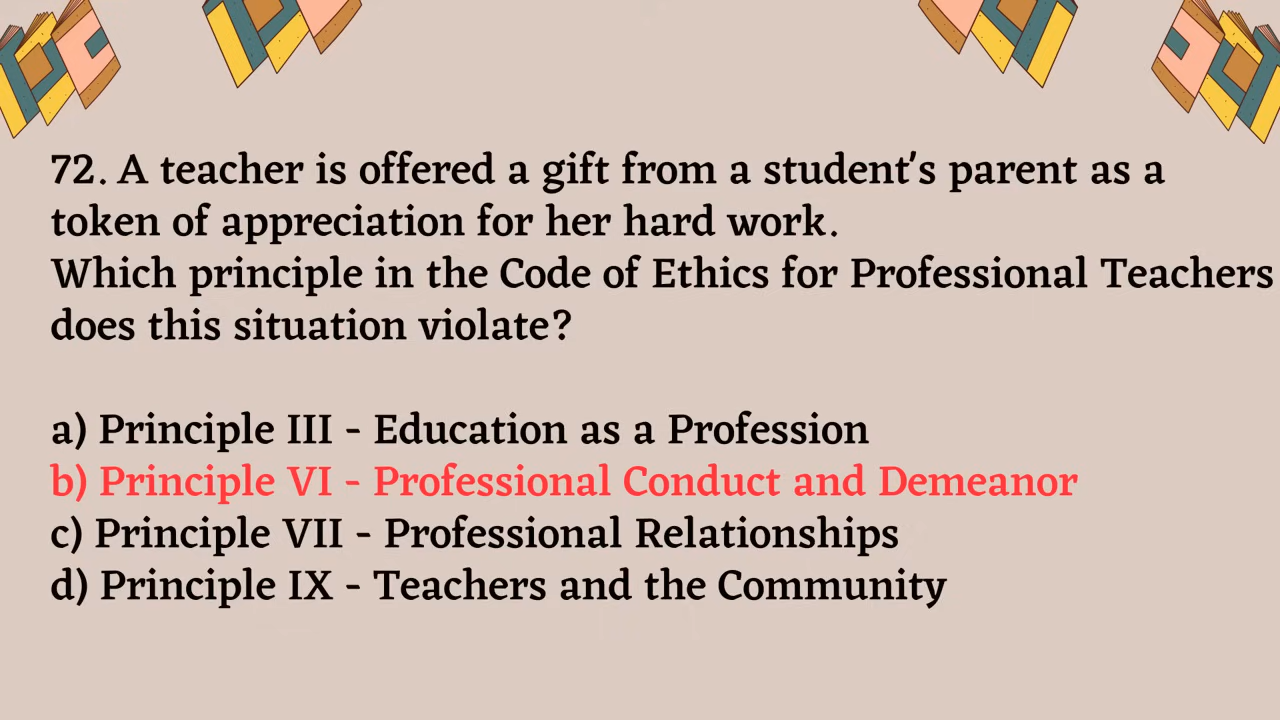 72. A teacher is offered a gift from a student's parent as a
token of appreciation for her hard work.
Which principle in the Code of Ethics for Professional Teachers
does this situation violate?
a) Principle III - Education as a Profession
b) Principle VI - Professional Conduct and Demeanor
c) Principle VII - Professional Relationships
d) Principle IX - Teachers and the Community